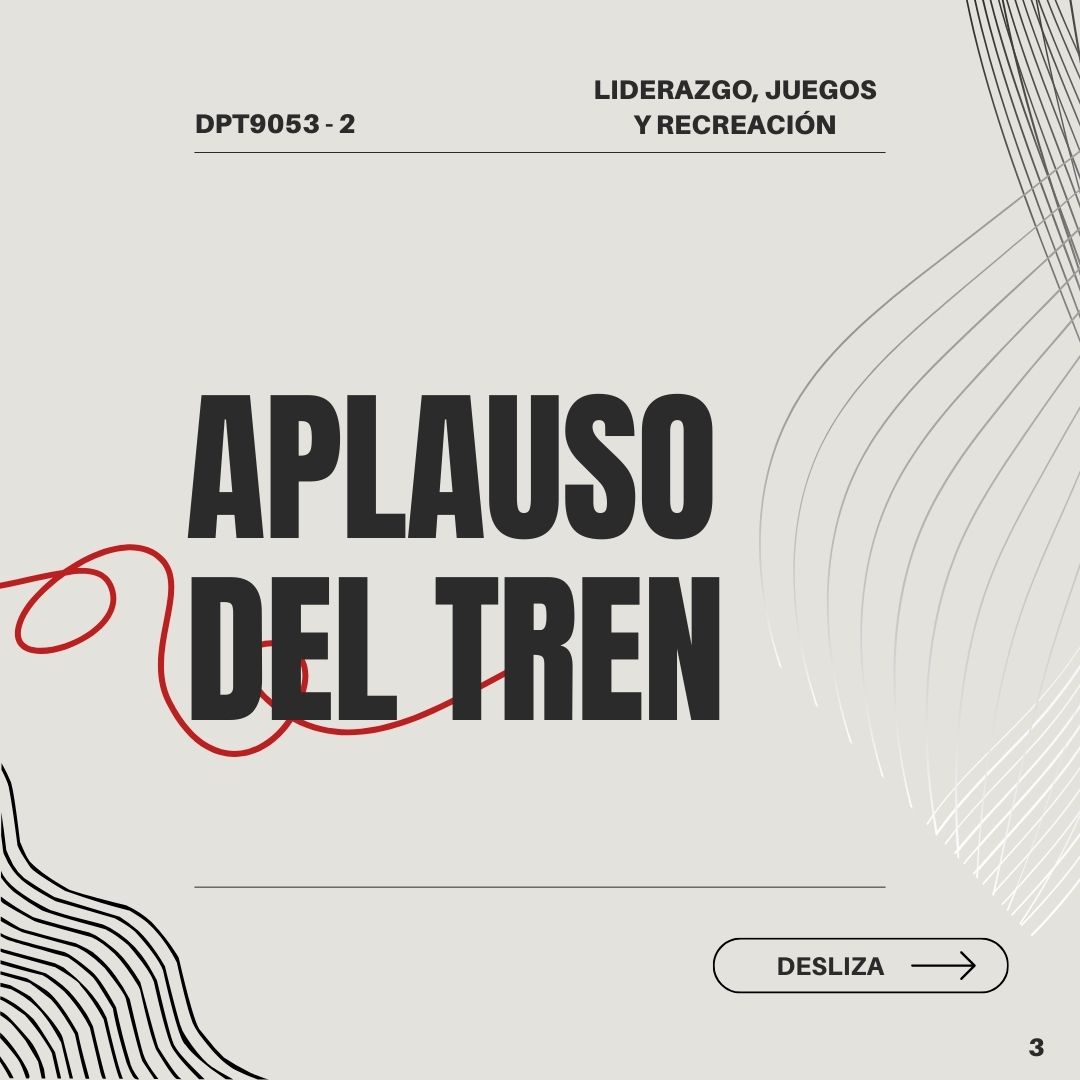 DPT9053 - 2
LIDERAZGO, JUEGOS
Y RECREACIÓN
APLAUSO
DEL TREN
DESLIZA
3